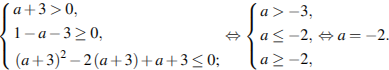 a + 3 > 0,
1 − a − 3 ≥ 0,
(a + 3)² − 2(a + 3) + a + 3 ≤ 0;
⇔
a > −3,
a ≤ −2,
a ≥ −2,
⇔ a = −2.